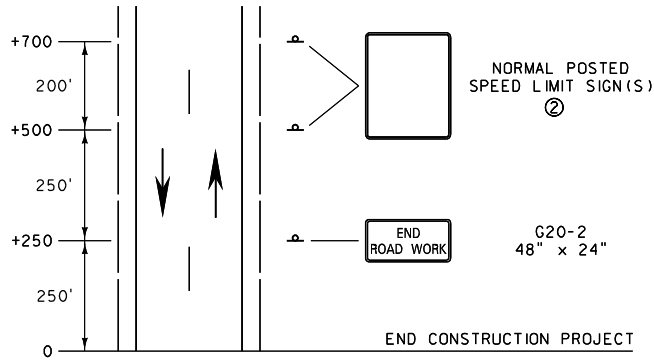 +700
200'
+500
250'
+250
250'
0
NORMAL POSTED
SPEED LIMIT SIGN(S)
②
END
ROAD WORK
G20-2
48" x 24"
END CONSTRUCTION PROJECT